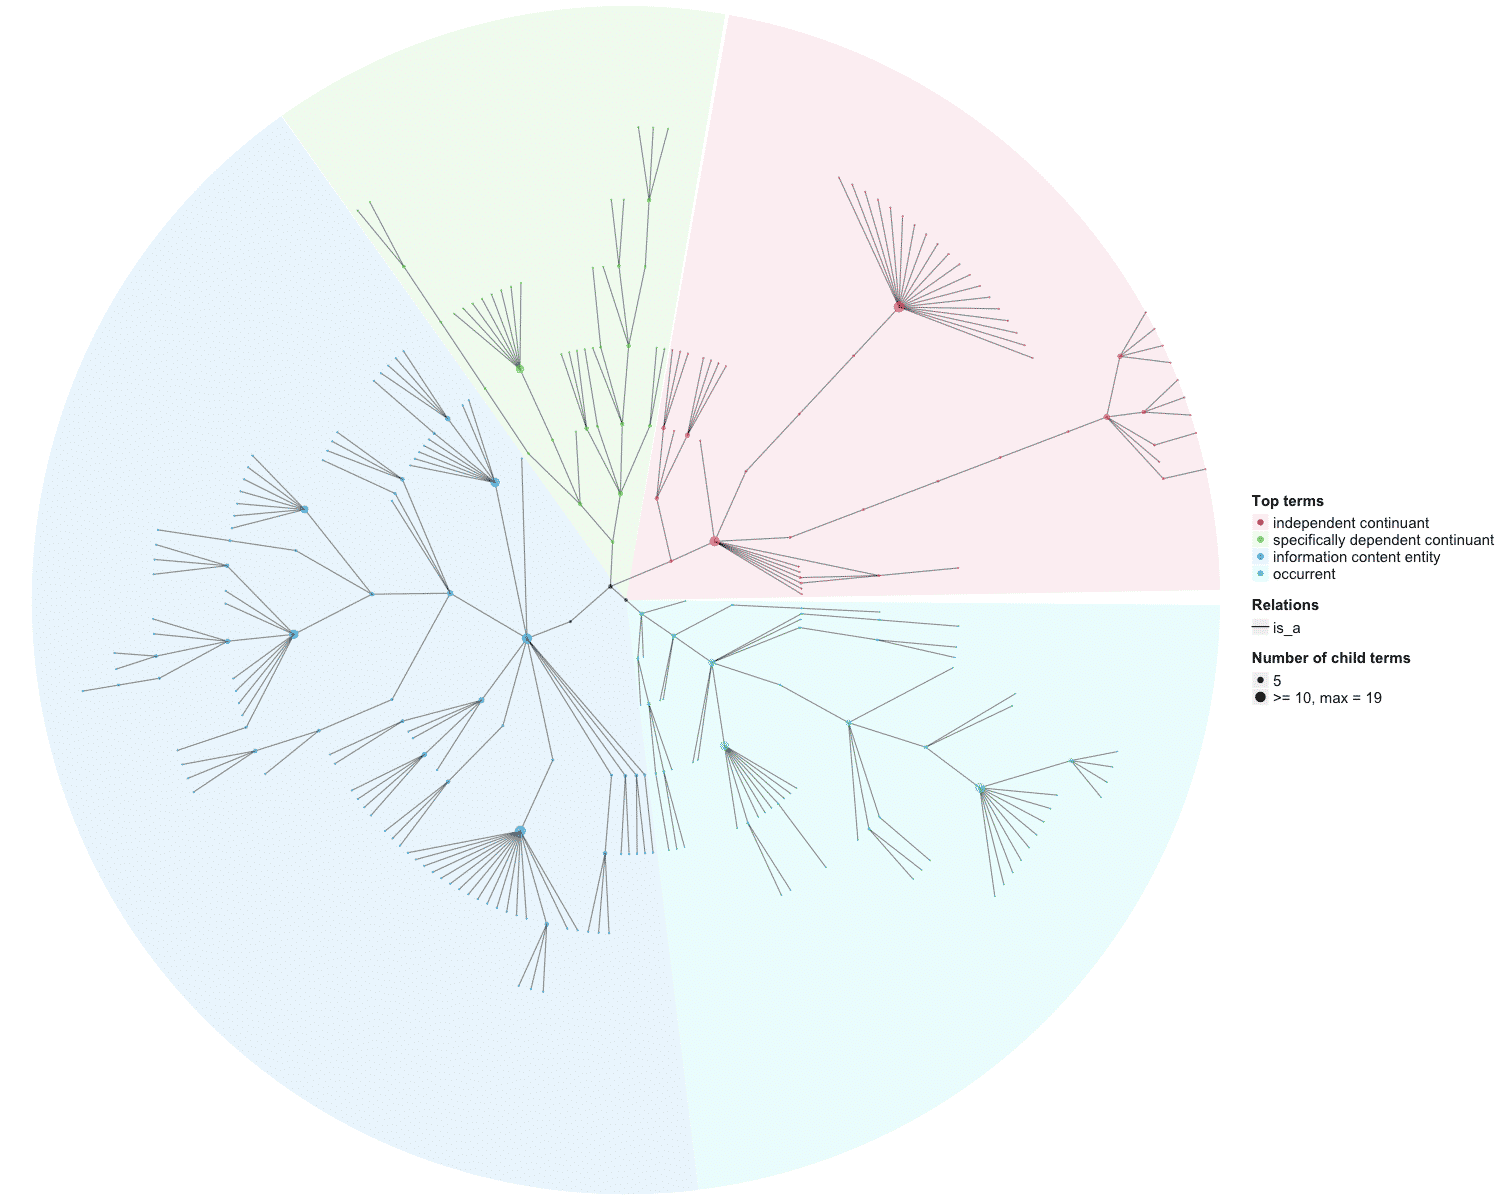 Top terms
independent continuant
specifically dependent continuant
information content entity
occurrent
Relations
is_a
Number of child terms
5
>= 10, max = 19